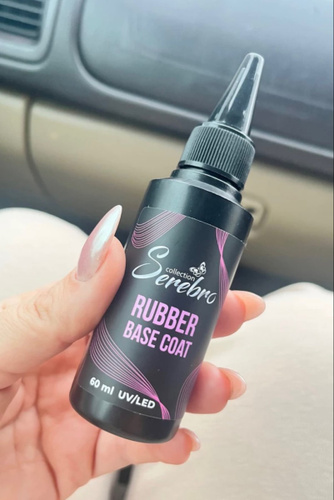 Serebro
collection
RUBBER
BASE COAT
60 ml UV/LED